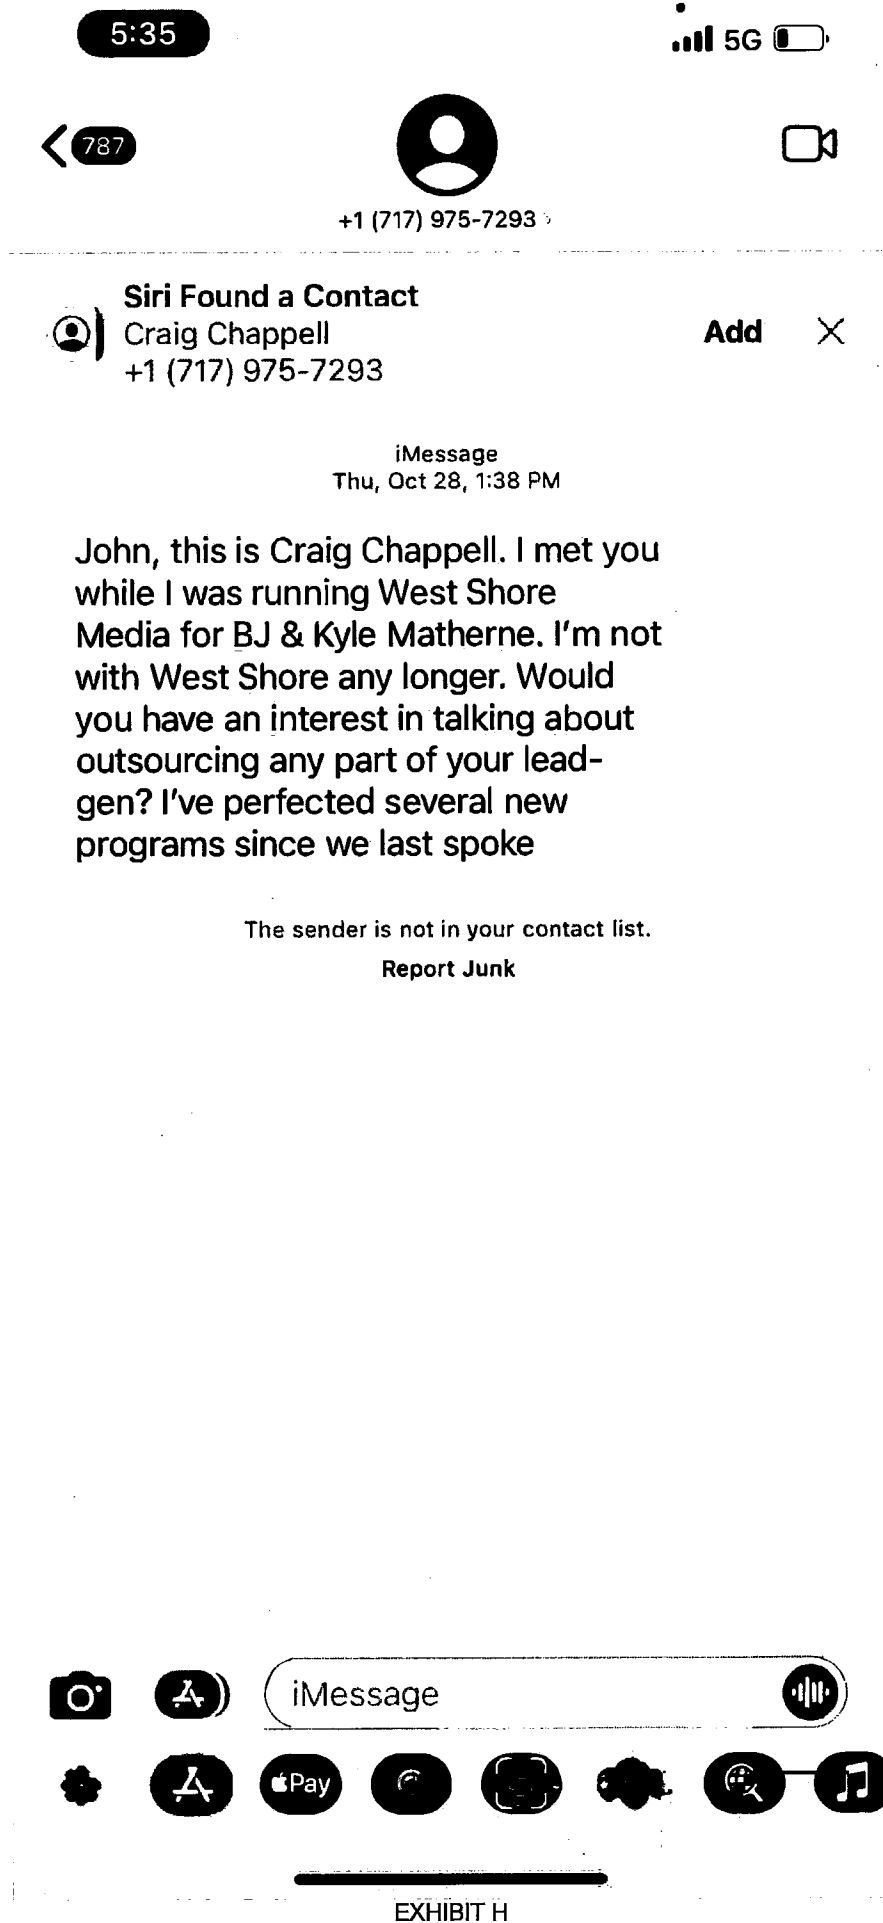 5:35
5G
787
+1 (717) 975-7293
Siri Found a Contact
Craig Chappell
Add
+1 (717) 975-7293
iMessage
Thu, Oct 28, 1:38 PM
John, this is Craig Chappell. I met you
while I was running West Shore
Media for BJ & Kyle Matherne. I'm not
with West Shore any longer. Would
you have an interest in talking about
outsourcing any part of your lead-
gen? I've perfected several new
programs since we last spoke
The sender is not in your contact list.
Report Junk
iMessage
Pay
EXHIBIT H